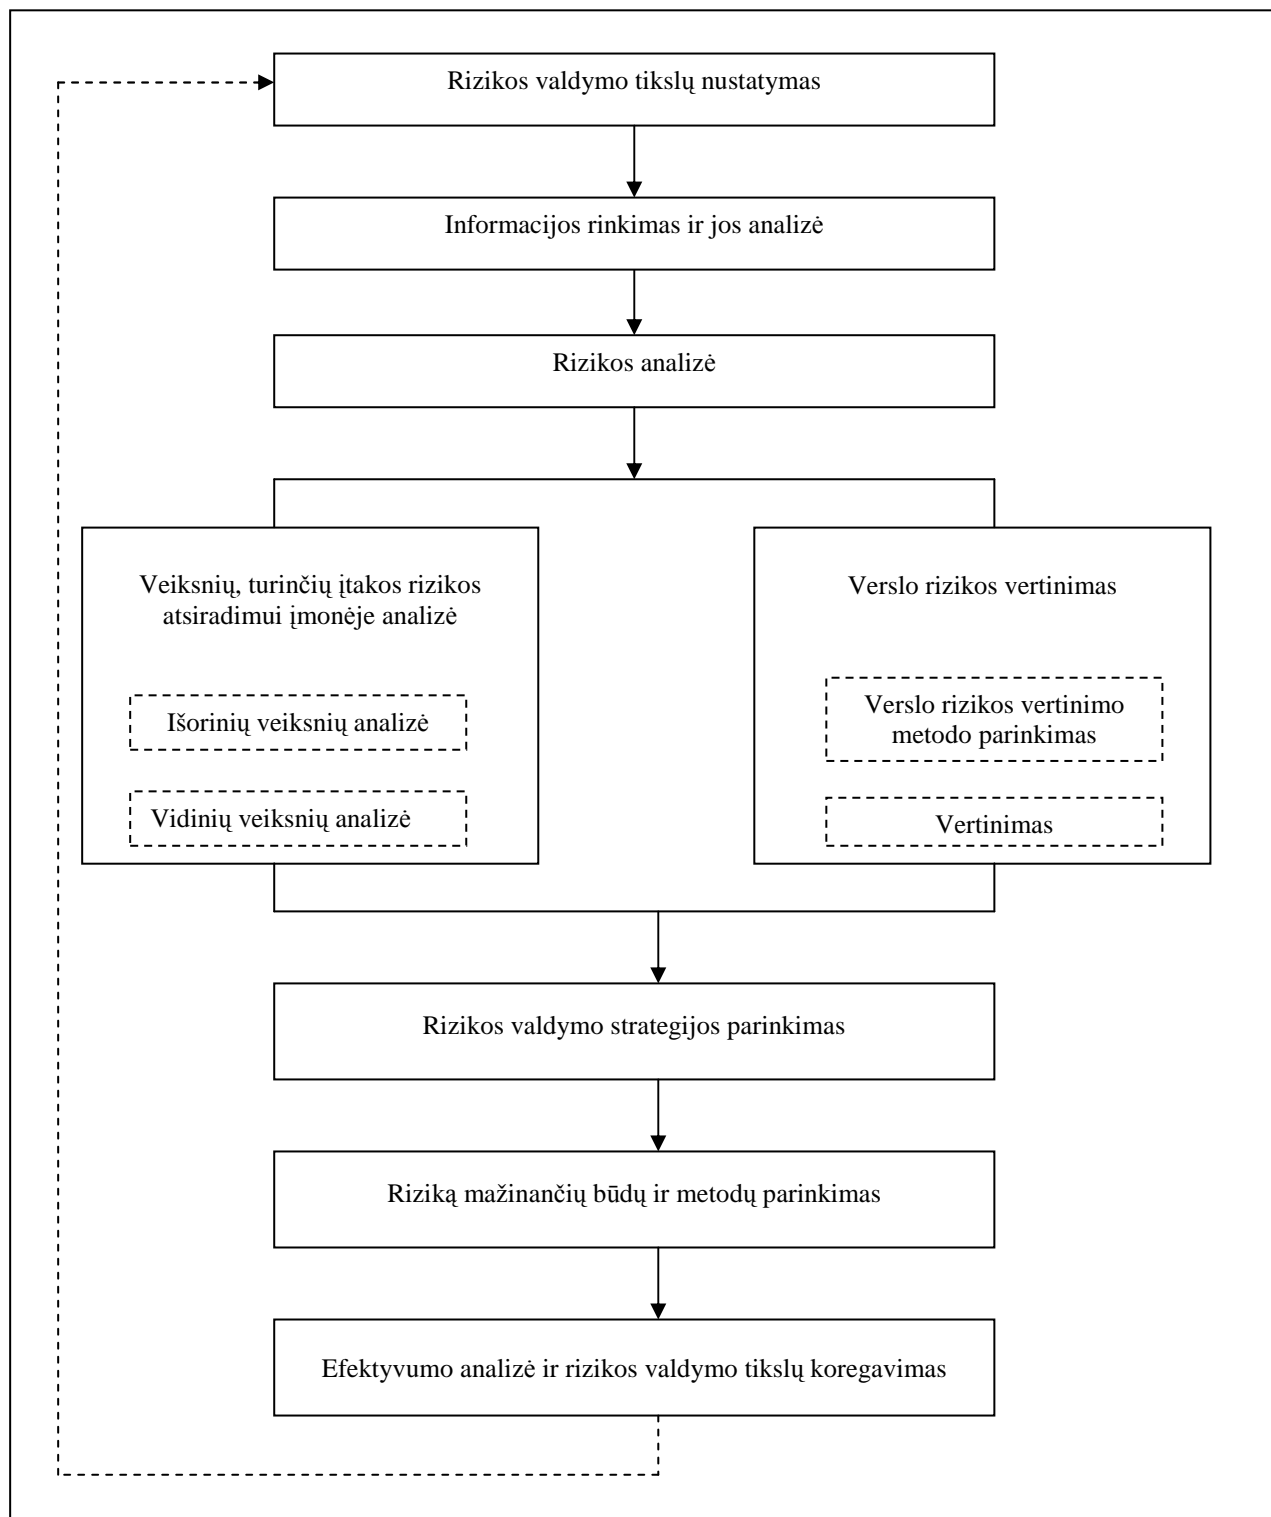 Rizikos valdymo tikslų nustatymas
Informacijos rinkimas ir jos analizė
Rizikos analizė
Veiksnių, turinčių įtakos rizikos
atsiradimui įmonėje analizė
Išorinių veiksnių analizė
Vidinių veiksnių analizė
Verslo rizikos vertinimas
Verslo rizikos vertinimo
metodo parinkimas
Vertinimas
Rizikos valdymo strategijos parinkimas
Riziką mažinančių būdų ir metodų parinkimas
Efektyvumo analizė ir rizikos valdymo tikslų koregavimas